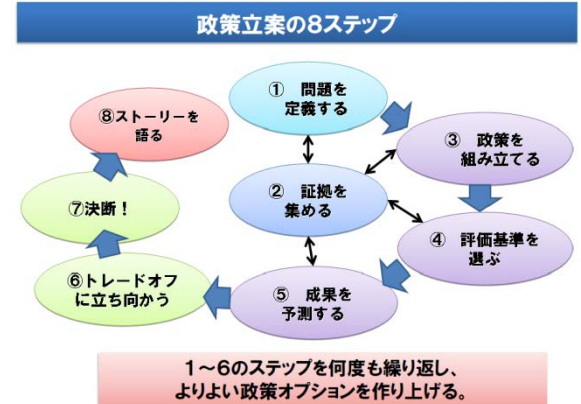 政策立案の8ステップ
① 問題を
定義する
② 証拠を
集める
③ 政策を
組み立てる
④ 評価基準を
選ぶ
⑤ 成果を
予測する
⑥トレードオフ
に立ち向かう
⑦決断！
⑧ストーリーを
語る
1～6のステップを何度も繰り返し、
よりよい政策オプションを作り上げる。